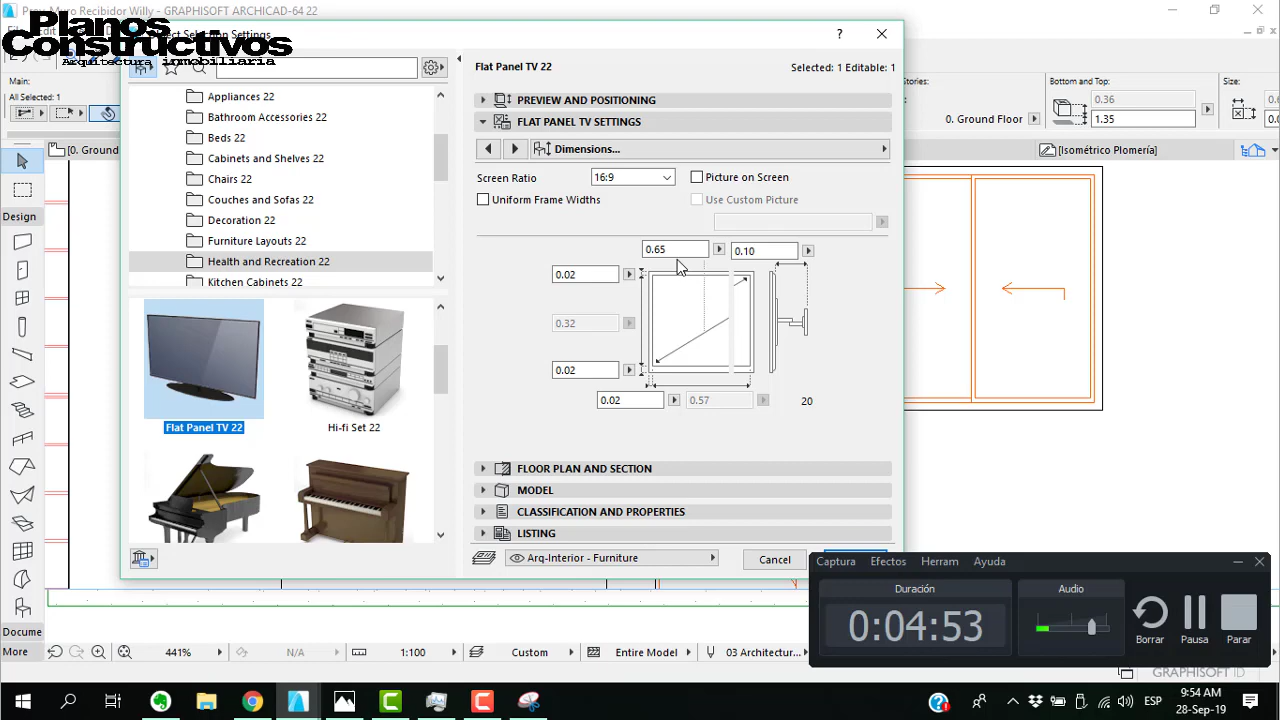 Prev. Muro Recibidor Willy - GRAPHISOFT ARCHICAD-64 22
Planos
Constructivos
Arquitectura inmobiliaria
Selection Settings
?
Main:
All Selected: 1
Flat Panel TV 22
Selected: 1 Editable: 1
Stories:
Bottom and Top:
Size:
0.36
1.35
0. Ground Floor
[0. Ground
[Isométrico Plomería]
Appliances 22
Bathroom Accessories 22
Beds 22
Cabinets and Shelves 22
Chairs 22
Couches and Sofas 22
Decoration 22
Furniture Layouts 22
Health and Recreation 22
Kitchen Cabinets 22
Design
PREVIEW AND POSITIONING
FLAT PANEL TV SETTINGS
Dimensions...
Screen Ratio
16:9
Picture on Screen
Uniform Frame Widths
Use Custom Picture
0.65
0.10
0.02
0.32
0.02
0.02
0.57
20
Flat Panel TV 22
Hi-fi Set 22
FLOOR PLAN AND SECTION
MODEL
CLASSIFICATION AND PROPERTIES
LISTING
Arq-Interior - Furniture
Cancel
Captura
Efectos
Herram
Ayuda
Duración
0:04:53
Audio
Borrar
Pausa
Parar
Docume
More
441%
N/A
1:100
Custom
Entire Model
03 Architectur...
GRAPHISOFT ID
ESP
9:54 AM
28-Sep-19